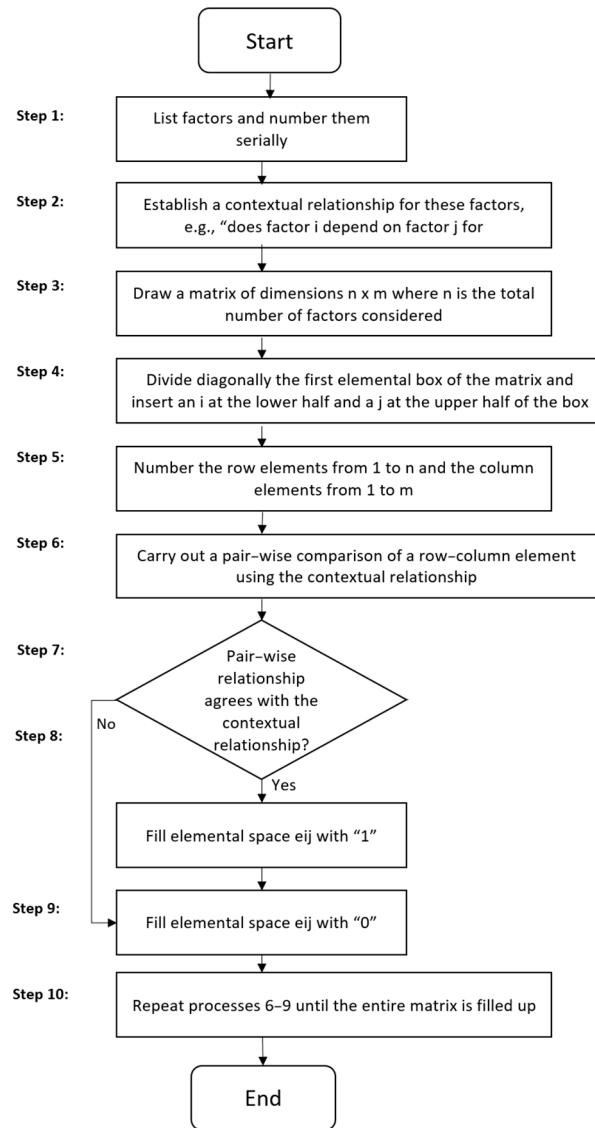 Start
Step 1:
List factors and number them
serially
Step 2:
Establish a contextual relationship for these factors,
e.g., “does factor i depend on factor j for
Step 3:
Draw a matrix of dimensions n x m where n is the total
number of factors considered
Step 4:
Divide diagonally the first elemental box of the matrix and
insert an i at the lower half and a j at the upper half of the box
Step 5:
Number the row elements from 1 to n and the column
elements from 1 to m
Step 6:
Carry out a pair–wise comparison of a row–column element
using the contextual relationship
Step 7:
Pair–wise
relationship
agrees with the
contextual
relationship?
No
Step 8:
Yes
Fill elemental space eij with “1”
Step 9:
Fill elemental space eij with “0”
Step 10:
Repeat processes 6–9 until the entire matrix is filled up
End